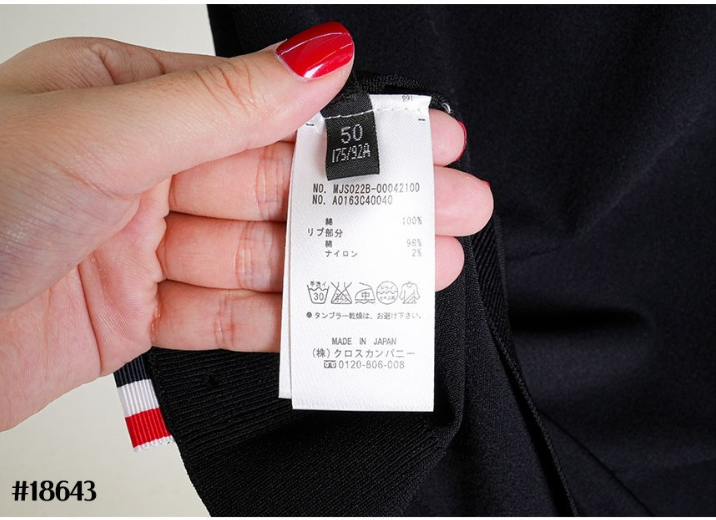 50
175/92A
NO. MJS022B-00042100
NO. A0163C40040
綿 100%
リブ部分
綿 98%
ナイロン 2%
30
● タンブラー乾燥は、お避け下さい。
MADE IN JAPAN
(株)クロスカンパニー
0120-806-008
#18643